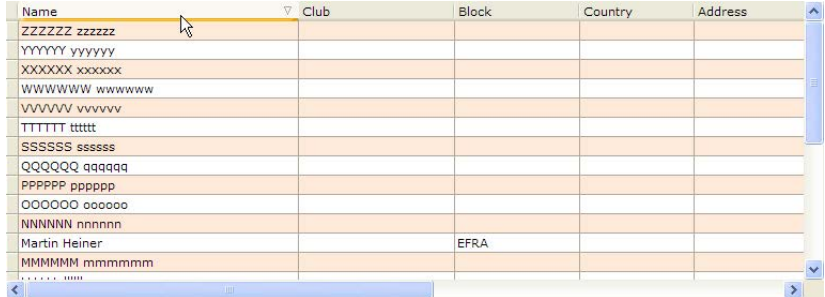 Name Club Block Country Address
ZZZZZZ zzzzzz
YYYYYY yyyyyy
XXXXXX xxxxxx
WWWWWW wwwwww
VVVVVV vvvvvv
TTTTTT tttttt
SSSSSS ssssss
QQQQQQ qqqqqq
PPPPPP pppppp
OOOOOO oooooo
NNNNNN nnnnnn
Martin Heiner EFRA
MMMMMM mmmmmm